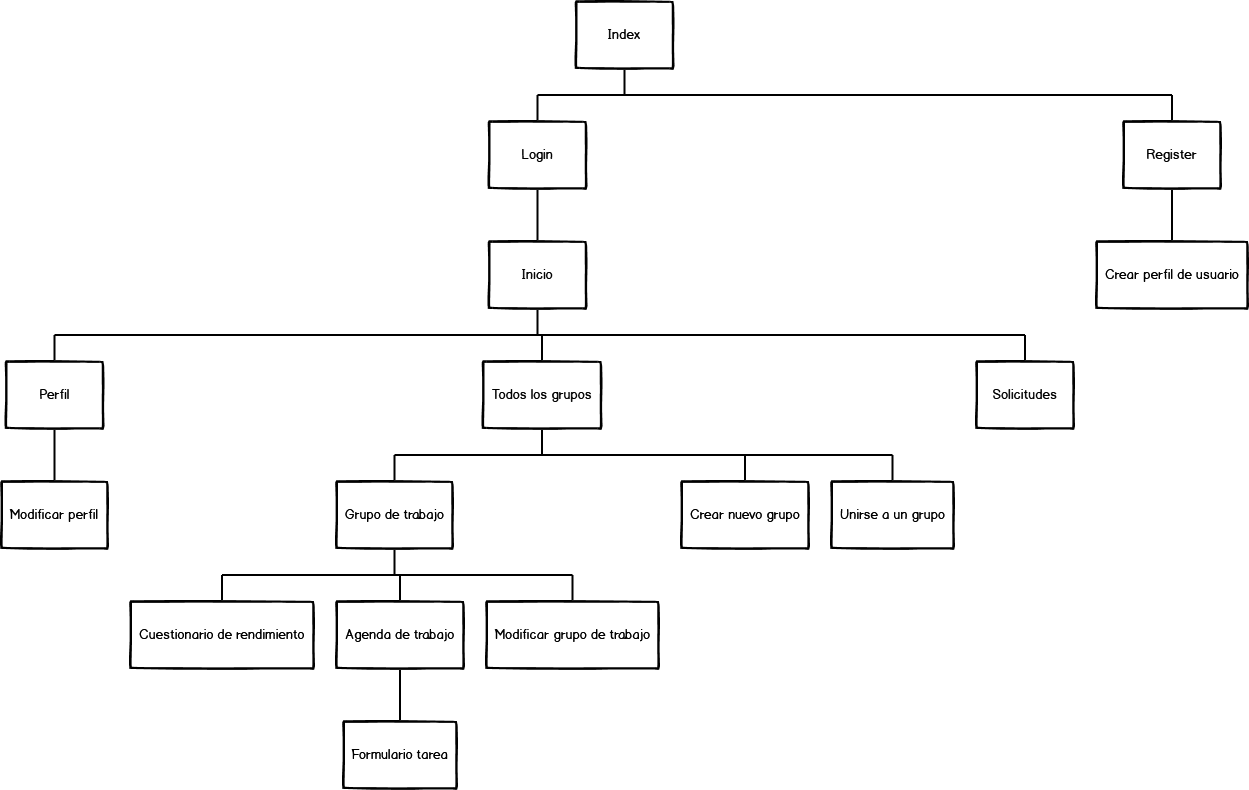 Index
Login
Register
Inicio
Crear perfil de usuario
Perfil
Todos los grupos
Solicitudes
Modificar perfil
Grupo de trabajo
Crear nuevo grupo
Unirse a un grupo
Cuestionario de rendimiento
Agenda de trabajo
Modificar grupo de trabajo
Formulario tarea